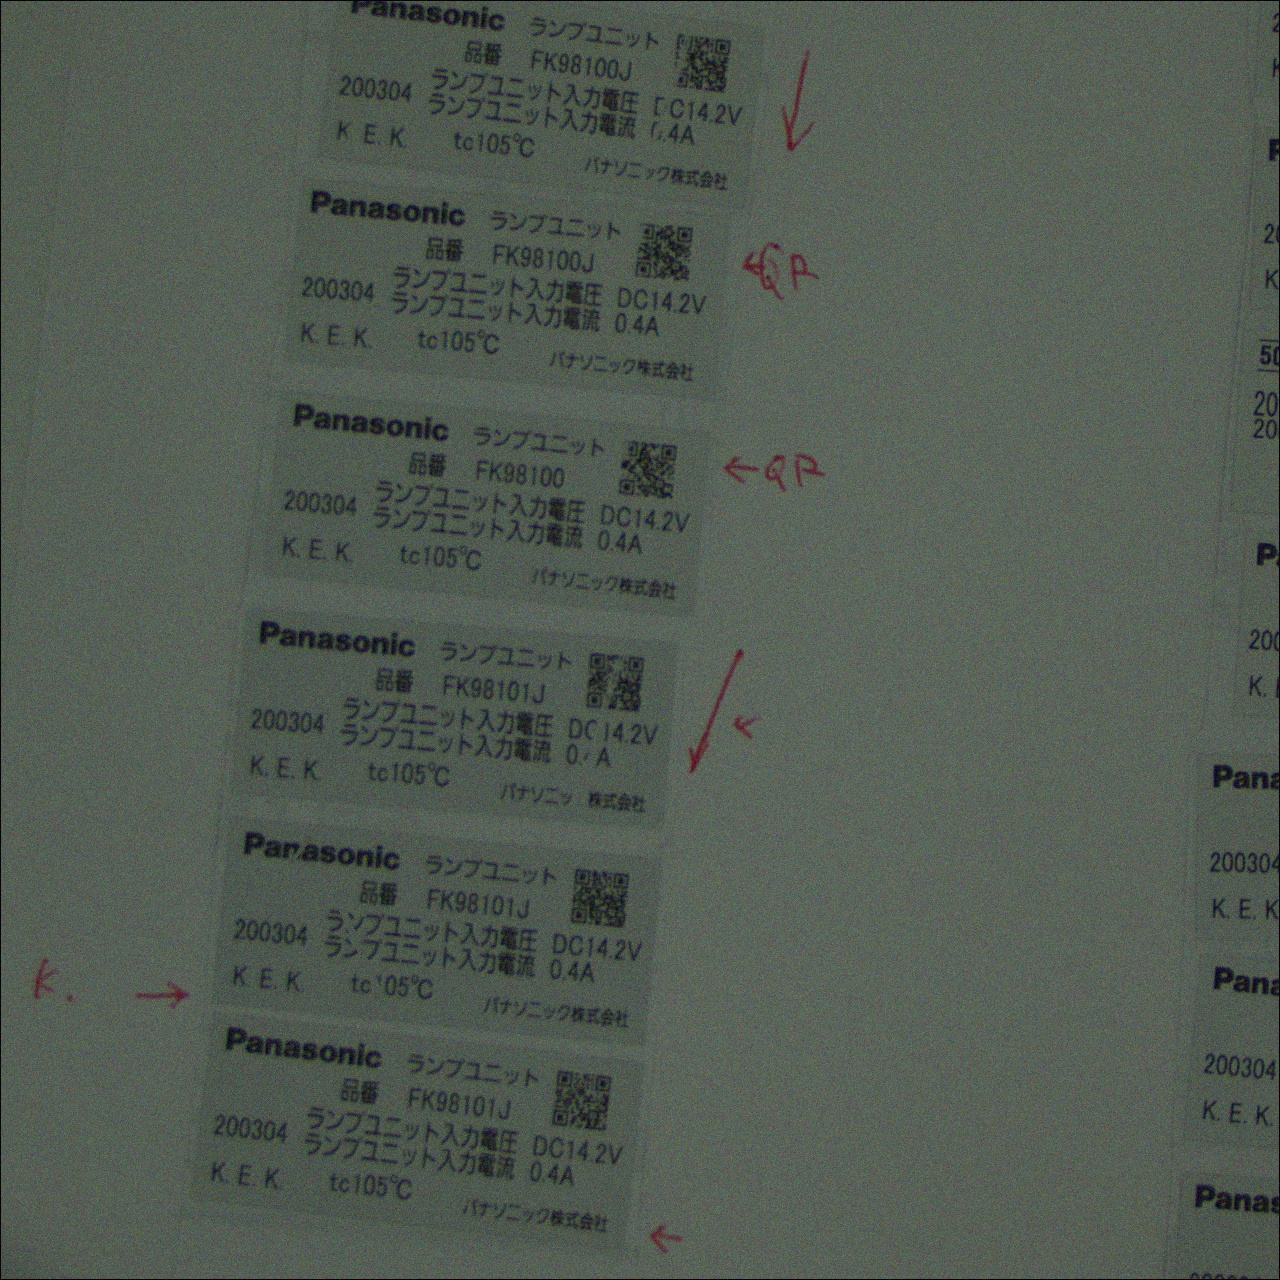 Panasonic ランプユニット
品番 FK98100J
200304 ランプユニット入力電圧 DC14.2V
ランプユニット入力電流 .4A
K E. K. tc105℃
パナソニック株式会社
Panasonic ランプユニット
品番 FK98100J
200304 ランプユニット入力電圧 DC14.2V
ランプユニット入力電流 0.4A
K. E. K. tc105℃
パナソニック株式会社
← QR
Panasonic ランプユニット
品番 FK98100
200304 ランプユニット入力電圧 DC14.2V
ランプユニット入力電流 0.4A
K. E. K. tc105℃
パナソニック株式会社
← QR
Panasonic ランプユニット
品番 FK98101J
200304 ランプユニット入力電圧 DC14.2V
ランプユニット入力電流 0. A
K. E. K tc105℃
パナソニッ 株式会社
Panasonic ランプユニット
品番 FK98101J
200304 ランプユニット入力電圧 DC14.2V
ランプユニット入力電流 0.4A
K E. K. tc 05℃
パナソニック株式会社
K. →
Panasonic ランプユニット
品番 FK98101J
200304 ランプユニット入力電圧 DC14.2V
ランプユニット入力電流 0.4A
K. E. K tc105℃
パナソニック株式会社
←
50
20
20
200
K.
Pana
200304
K. E. K
Pana
200304
K. E. K.
Panas